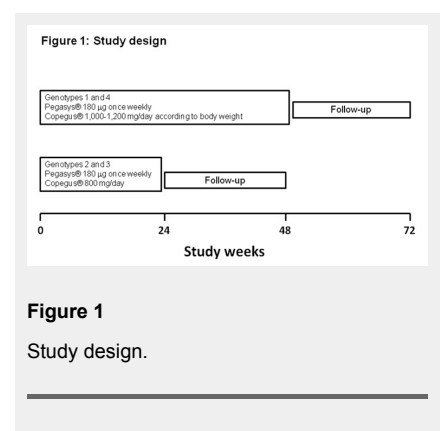 Figure 1: Study design
Genotypes 1 and 4
Pegasys® 180 µg once weekly
Copegus® 1,000-1,200 mg/day according to body weight
Follow-up
Genotypes 2 and 3
Pegasys® 180 µg once weekly
Copegus® 800 mg/day
Follow-up
0 24 48 72
Study weeks
Figure 1
Study design.